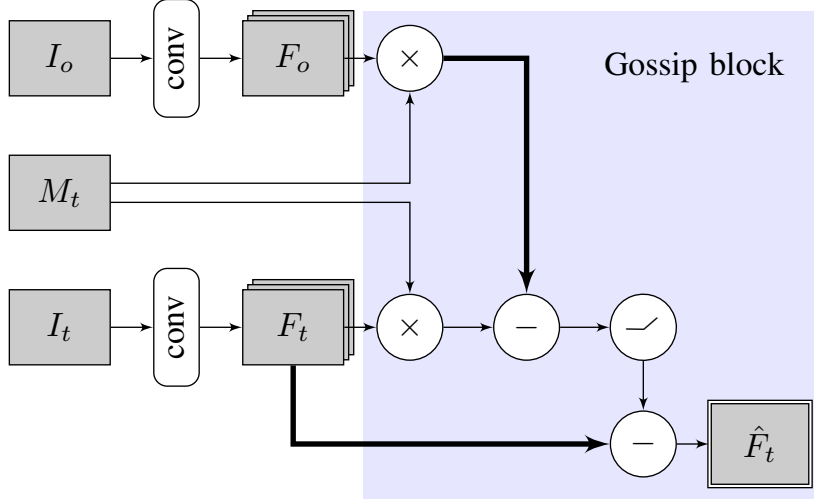 I_o conv F_o × Gossip block
M_t
I_t conv F_t × −
− F̂_t